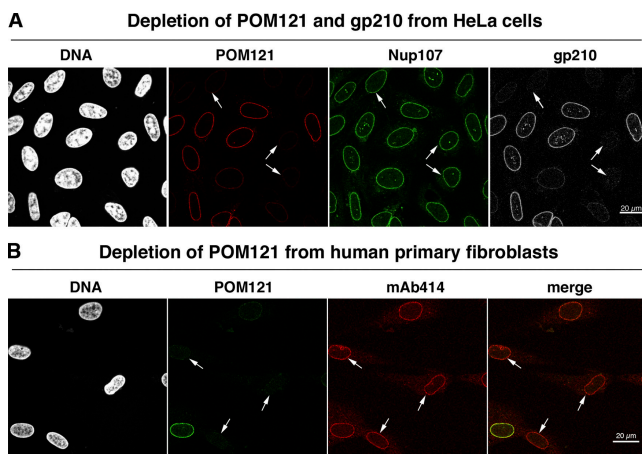 A Depletion of POM121 and gp210 from HeLa cells
DNA POM121 Nup107 gp210
20 µm
B Depletion of POM121 from human primary fibroblasts
DNA POM121 mAb414 merge
20 µm